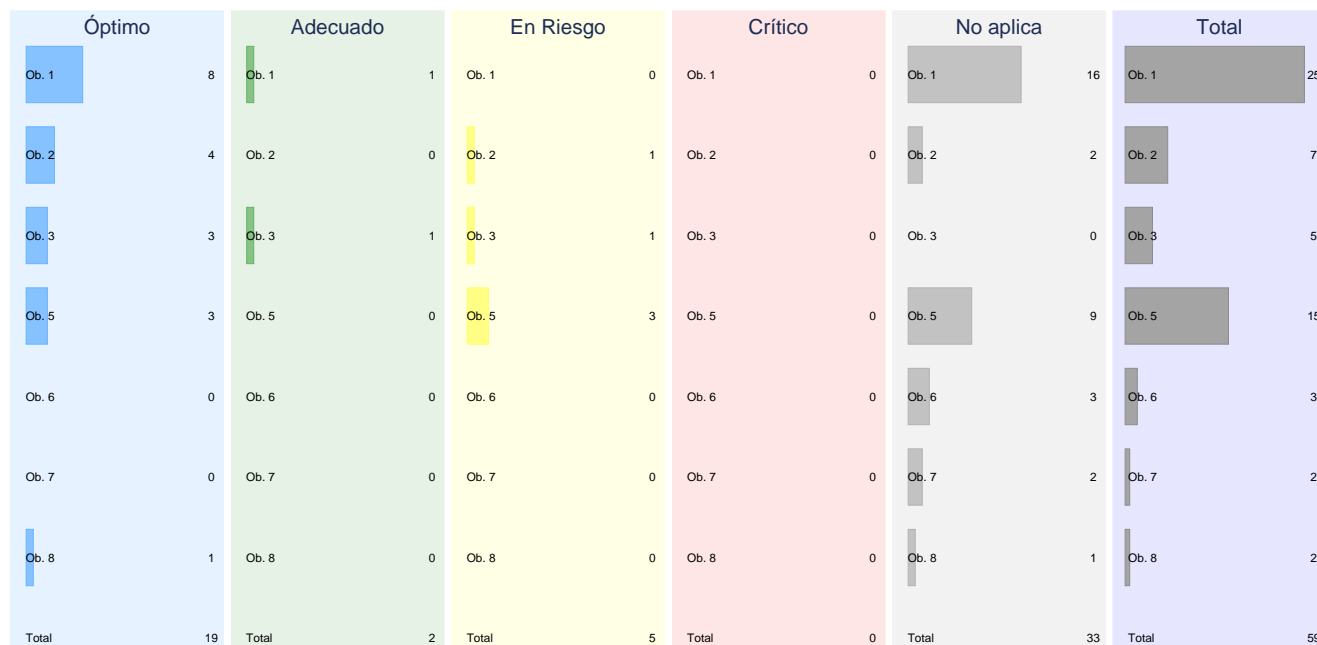 Óptimo Adecuado En Riesgo Crítico No aplica Total
Ob. 1 8 Ob. 1 1 Ob. 1 0 Ob. 1 0 Ob. 1 16 Ob. 1 25
Ob. 2 4 Ob. 2 0 Ob. 2 1 Ob. 2 0 Ob. 2 2 Ob. 2 7
Ob. 3 3 Ob. 3 1 Ob. 3 1 Ob. 3 0 Ob. 3 0 Ob. 3 5
Ob. 5 3 Ob. 5 0 Ob. 5 3 Ob. 5 0 Ob. 5 9 Ob. 5 15
Ob. 6 0 Ob. 6 0 Ob. 6 0 Ob. 6 0 Ob. 6 3 Ob. 6 3
Ob. 7 0 Ob. 7 0 Ob. 7 0 Ob. 7 0 Ob. 7 2 Ob. 7 2
Ob. 8 1 Ob. 8 0 Ob. 8 0 Ob. 8 0 Ob. 8 1 Ob. 8 2
Total 19 Total 2 Total 5 Total 0 Total 33 Total 59